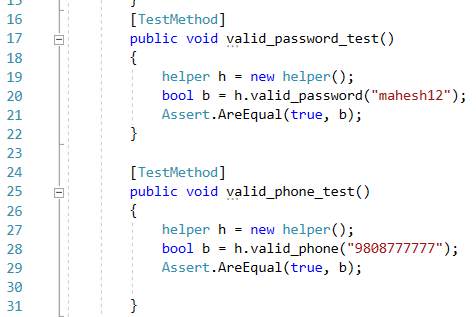 15 }
16 [TestMethod]
17 public void valid_password_test()
18 {
19 helper h = new helper();
20 bool b = h.valid_password("mahesh12");
21 Assert.AreEqual(true, b);
22 }
23
24 [TestMethod]
25 public void valid_phone_test()
26 {
27 helper h = new helper();
28 bool b = h.valid_phone("9808777777");
29 Assert.AreEqual(true, b);
30
31 }